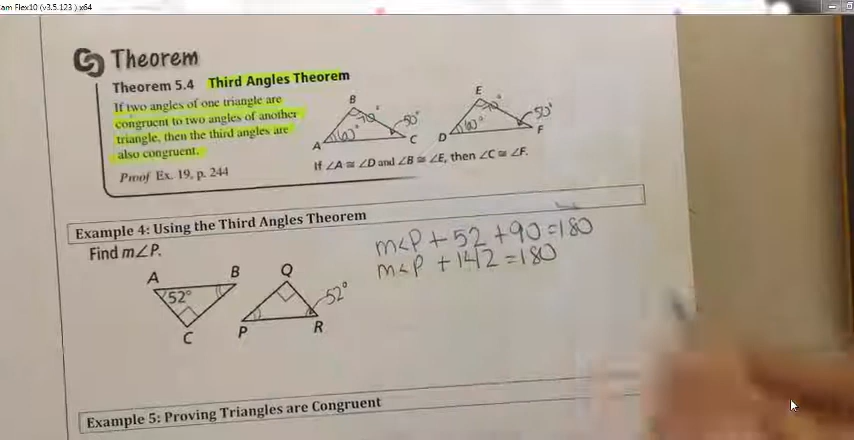 am Flex10 (v3.5.123 ).x64
Theorem
Theorem 5.4 Third Angles Theorem
If two angles of one triangle are
congruent to two angles of another
triangle, then the third angles are
also congruent.
Proof Ex. 19, p. 244
B
70°
50°
A
60°
C
E
70°
50°
D
60°
F
If ∠A ≅ ∠D and ∠B ≅ ∠E, then ∠C ≅ ∠F.
Example 4: Using the Third Angles Theorem
Find m∠P.
m<P + 52 + 90 = 180
m<P + 142 = 180
A
B
52°
C
Q
52°
P
R
Example 5: Proving Triangles are Congruent